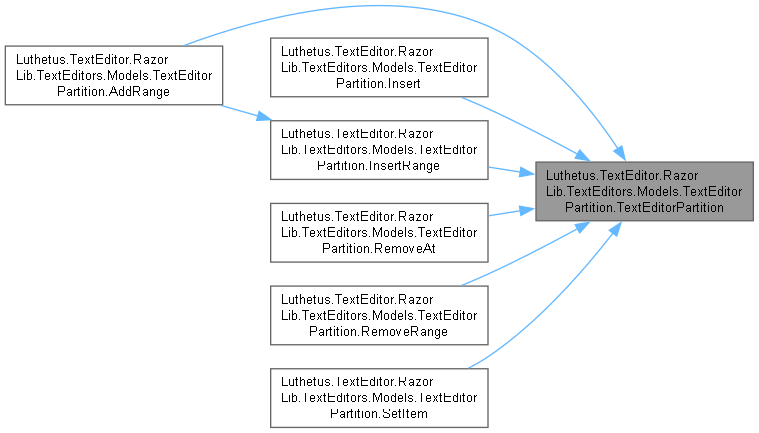 Luthetus.TextEditor.Razor
Lib.TextEditors.Models.TextEditor
Partition.AddRange
Luthetus.TextEditor.Razor
Lib.TextEditors.Models.TextEditor
Partition.Insert
Luthetus.TextEditor.Razor
Lib.TextEditors.Models.TextEditor
Partition.InsertRange
Luthetus.TextEditor.Razor
Lib.TextEditors.Models.TextEditor
Partition.RemoveAt
Luthetus.TextEditor.Razor
Lib.TextEditors.Models.TextEditor
Partition.RemoveRange
Luthetus.TextEditor.Razor
Lib.TextEditors.Models.TextEditor
Partition.SetItem
Luthetus.TextEditor.Razor
Lib.TextEditors.Models.TextEditor
Partition.TextEditorPartition